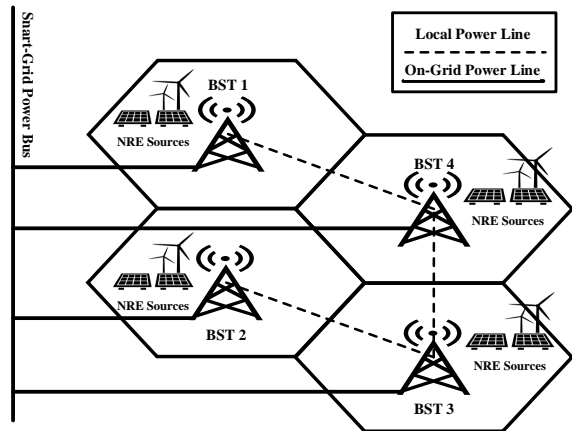 Snart-Grid Power Bus
Local Power Line
On-Grid Power Line
BST 1
NRE Sources
BST 4
NRE Sources
NRE Sources
BST 2
BST 3
NRE Sources